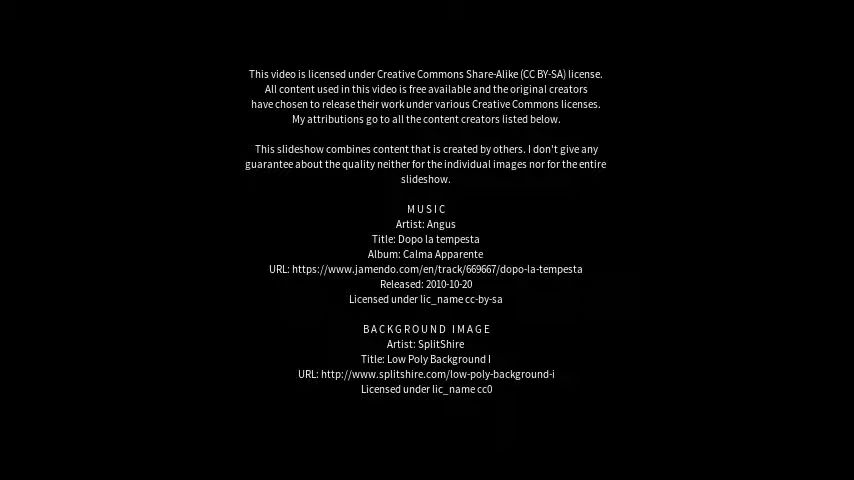 This video is licensed under Creative Commons Share-Alike (CC BY-SA) license.
All content used in this video is free available and the original creators
have chosen to release their work under various Creative Commons licenses.
My attributions go to all the content creators listed below.
This slideshow combines content that is created by others. I don't give any
guarantee about the quality neither for the individual images nor for the entire
slideshow.
MUSIC
Artist: Angus
Title: Dopo la tempesta
Album: Calma Apparente
URL: https://www.jamendo.com/en/track/669667/dopo-la-tempesta
Released: 2010-10-20
Licensed under lic_name cc-by-sa
BACKGROUND IMAGE
Artist: SplitShire
Title: Low Poly Background I
URL: http://www.splitshire.com/low-poly-background-i
Licensed under lic_name cc0